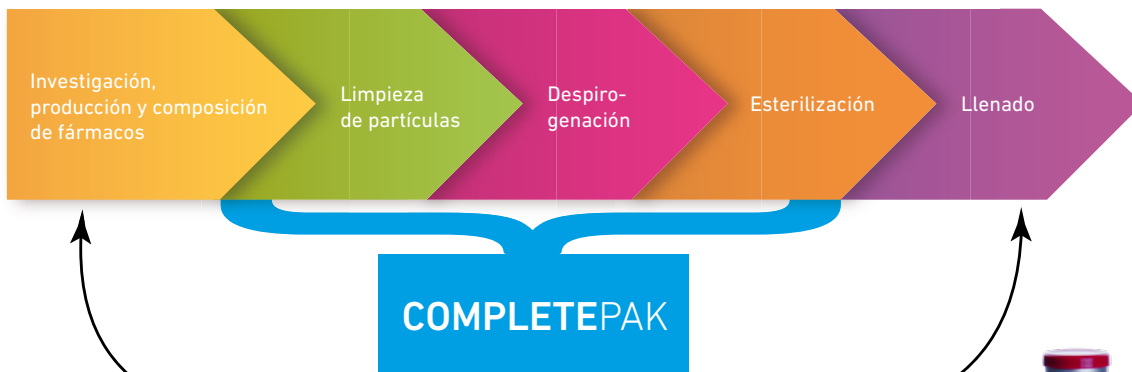 Investigación,
producción y composición
de fármacos
Limpieza
de partículas
Despiro-
genación
Esterilización
Llenado
COMPLETEPAK